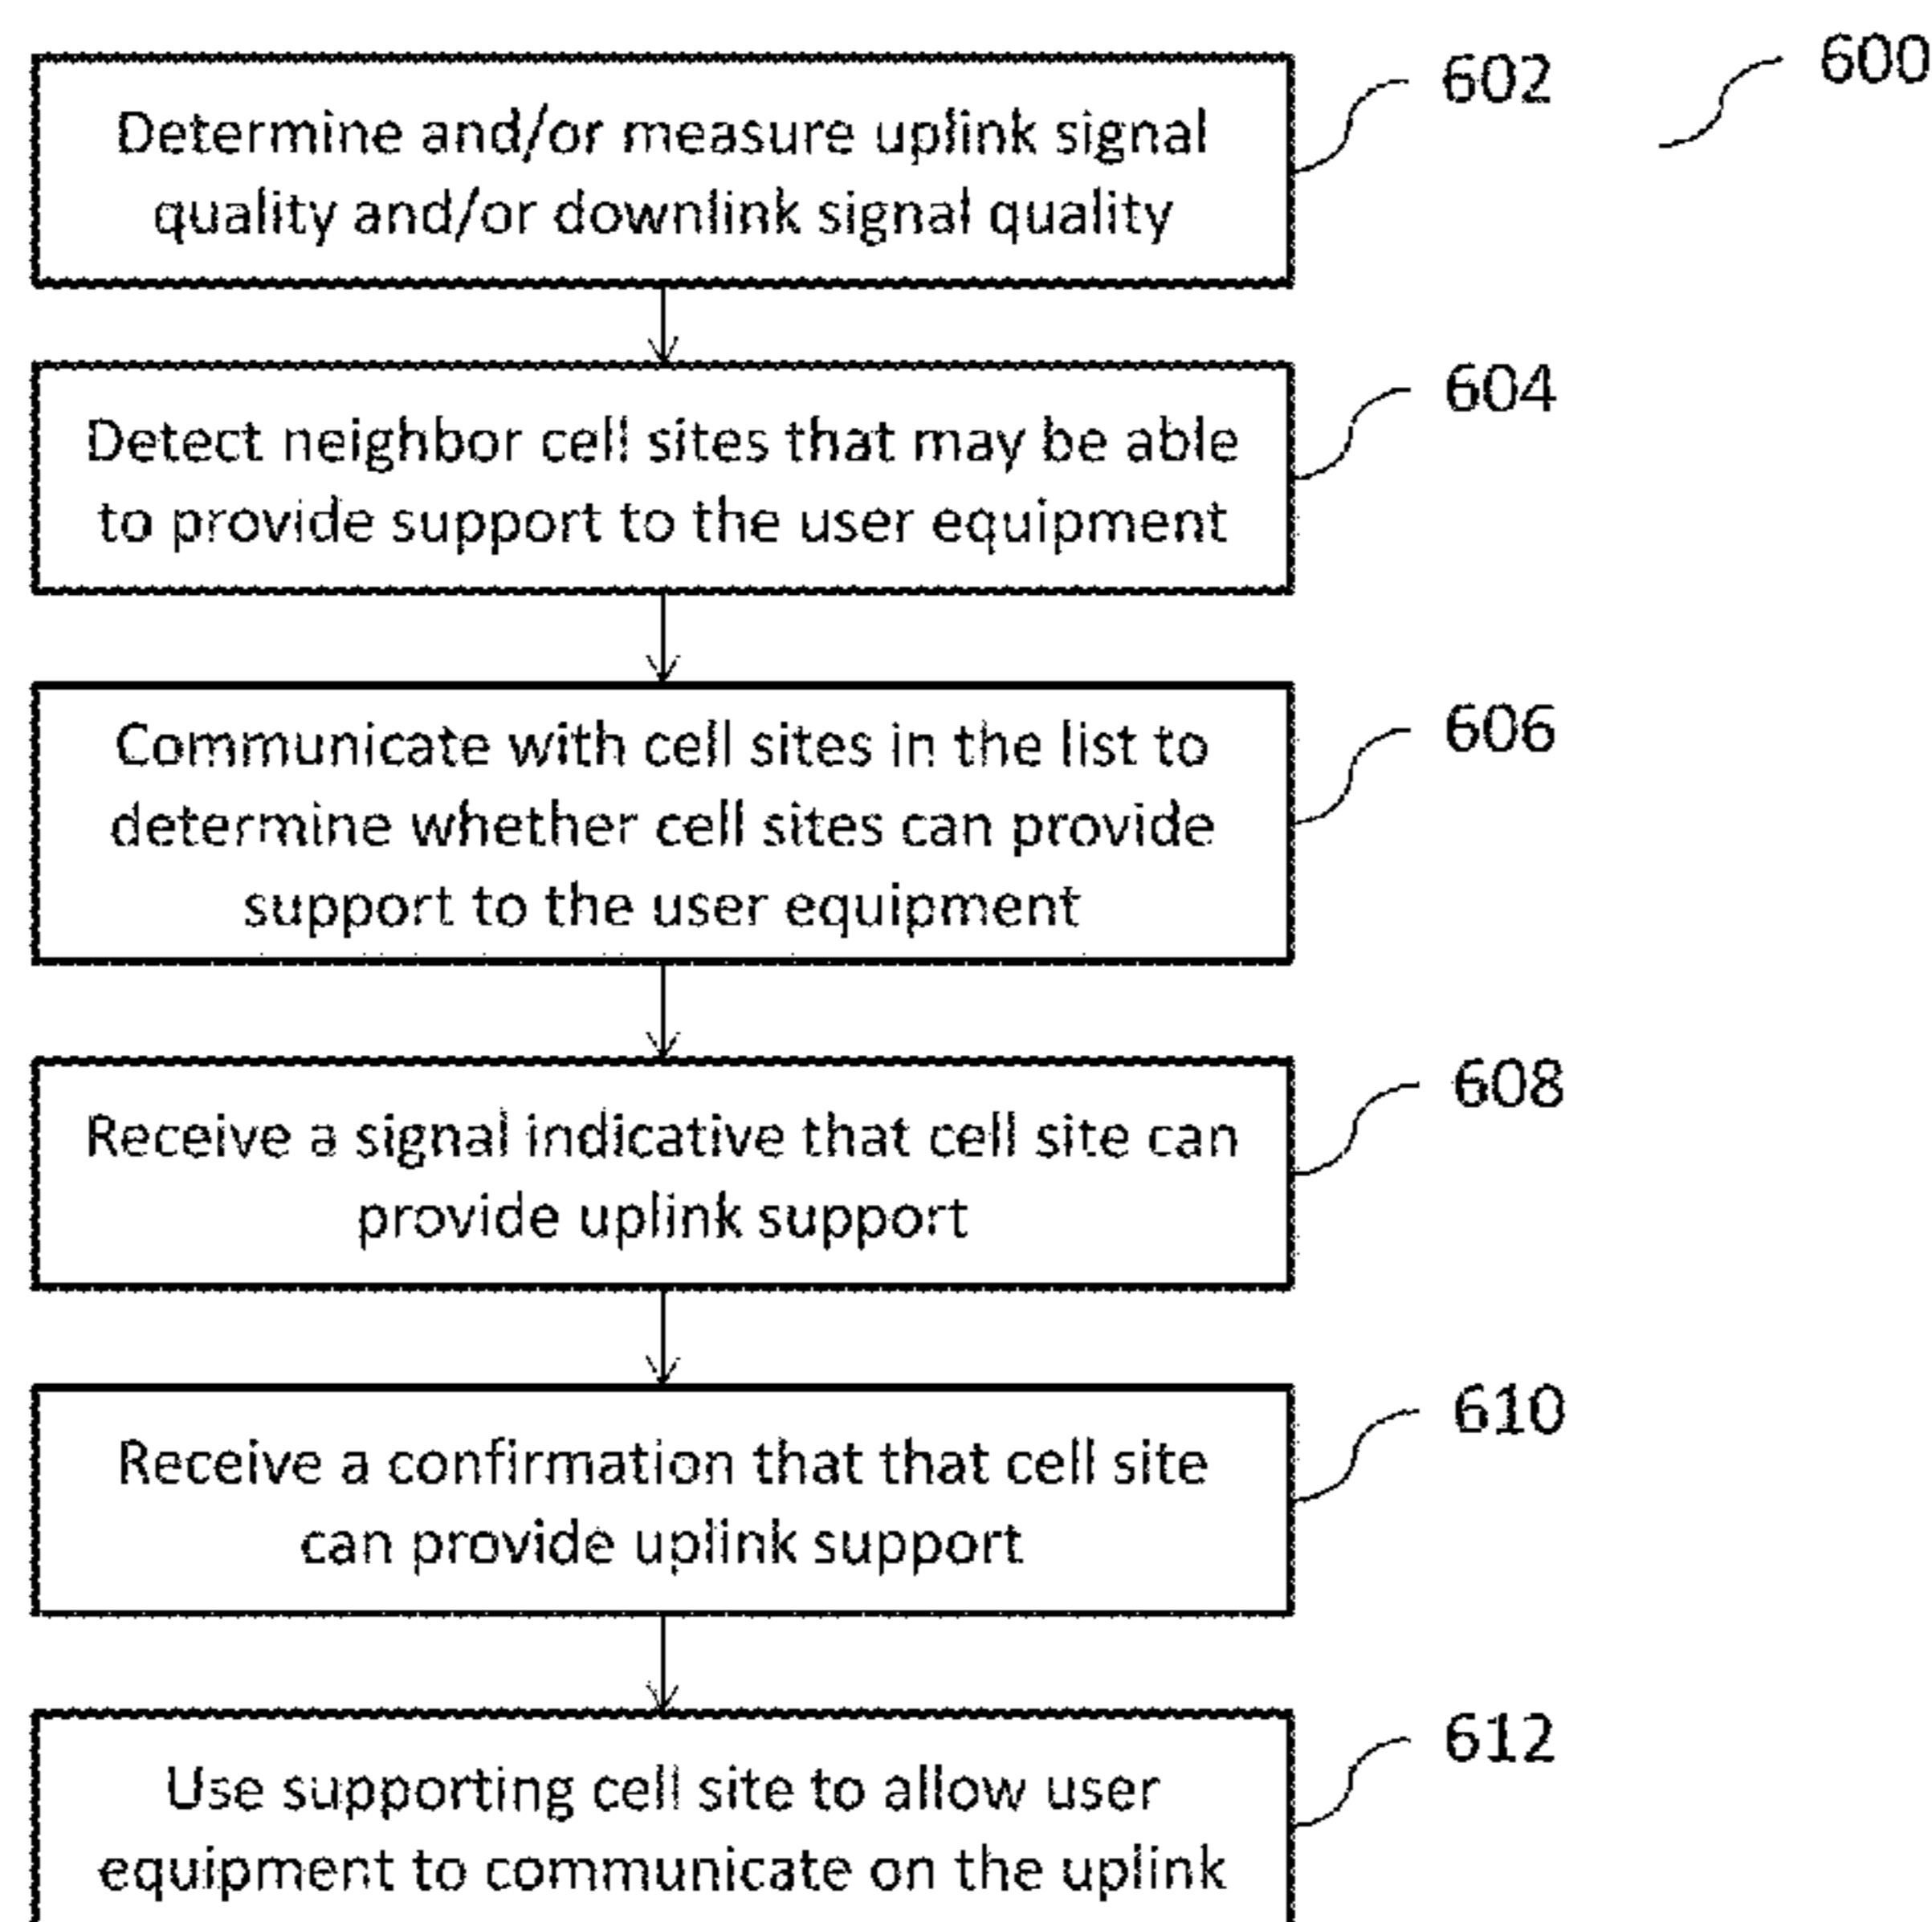 600
602
Determine and/or measure uplink signal
quality and/or downlink signal quality
604
Detect neighbor cell sites that may be able
to provide support to the user equipment
606
Communicate with cell sites in the list to
determine whether cell sites can provide
support to the user equipment
608
Receive a signal indicative that cell site can
provide uplink support
610
Receive a confirmation that that cell site
can provide uplink support
612
Use supporting cell site to allow user
equipment to communicate on the uplink